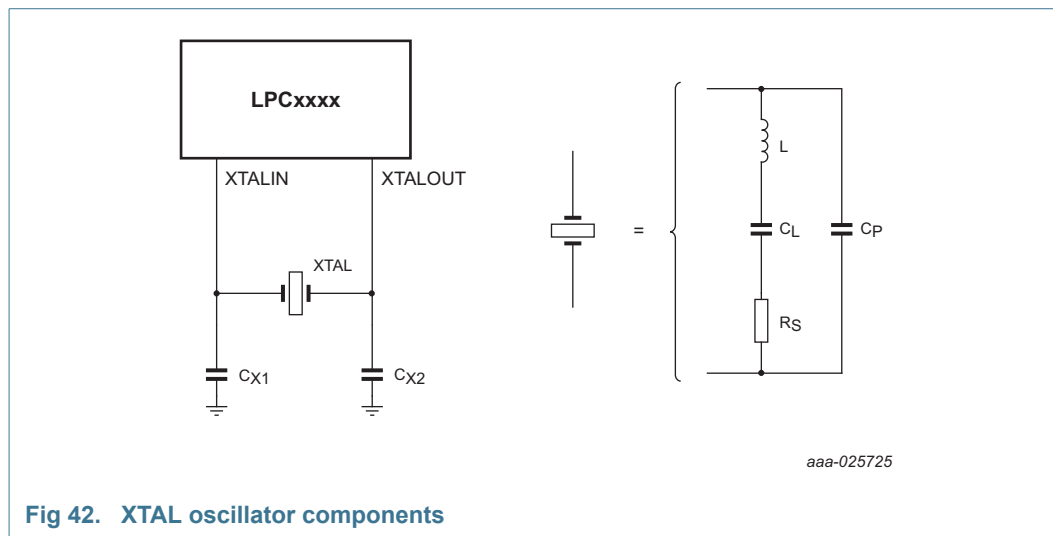 LPCxxxx
XTALIN
XTALOUT
XTAL
CX1
CX2
=
L
CL
CP
RS
aaa-025725
Fig 42. XTAL oscillator components